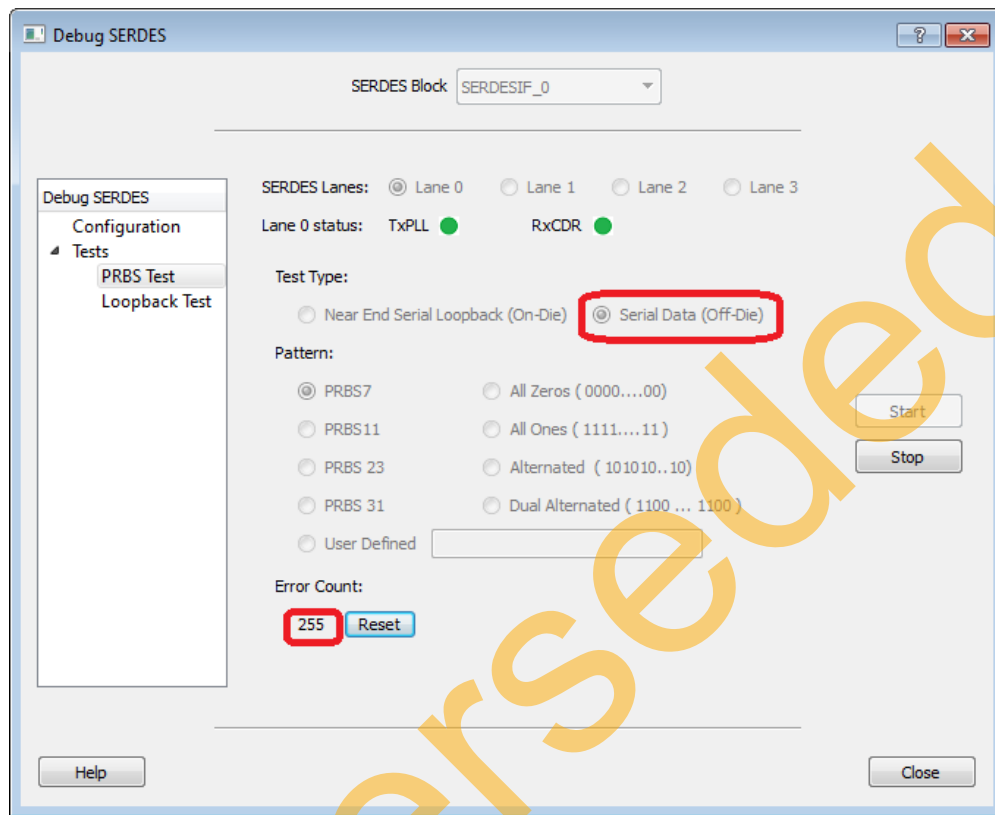 Debug SERDES
SERDES Block SERDESIF_0
Debug SERDES
Configuration
Tests
PRBS Test
Loopback Test
SERDES Lanes: Lane 0 Lane 1 Lane 2 Lane 3
Lane 0 status: TxPLL RxCDR
Test Type:
Near End Serial Loopback (On-Die) Serial Data (Off-Die)
Pattern:
PRBS7 All Zeros ( 0000....00)
PRBS11 All Ones ( 1111....11 )
PRBS 23 Alternated ( 101010..10)
PRBS 31 Dual Alternated ( 1100 ... 1100 )
User Defined
Start
Stop
Error Count:
255 Reset
Help Close
erseded